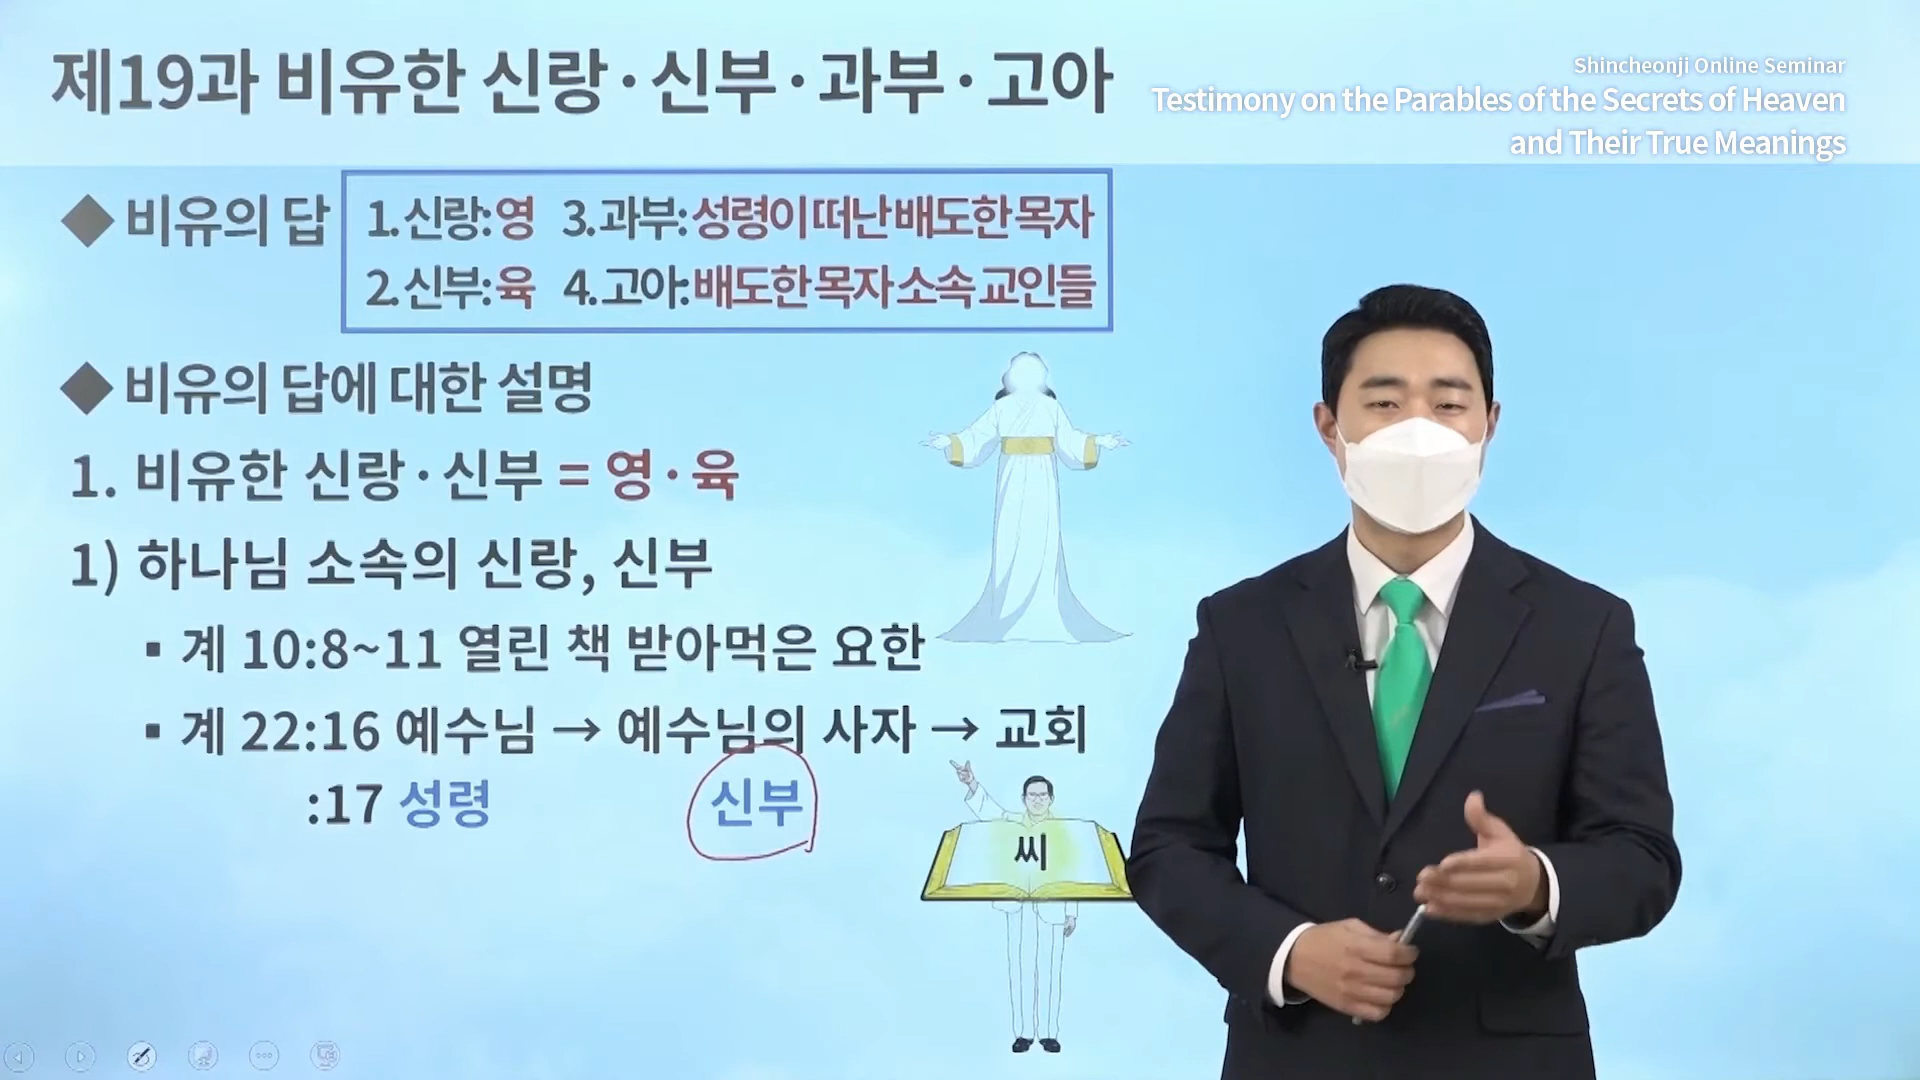 제19과 비유한 신랑·신부·과부·고아
Shincheonji Online Seminar
Testimony on the Parables of the Secrets of Heaven
and Their True Meanings
◆ 비유의 답
1. 신랑: 영 3. 과부: 성령이 떠난 배도한 목자
2. 신부: 육 4. 고아: 배도한 목자 소속 교인들
◆ 비유의 답에 대한 설명
1. 비유한 신랑·신부 = 영·육
1) 하나님 소속의 신랑, 신부
▪ 계 10:8~11 열린 책 받아먹은 요한
▪ 계 22:16 예수님 → 예수님의 사자 → 교회
:17 성령 신부
씨